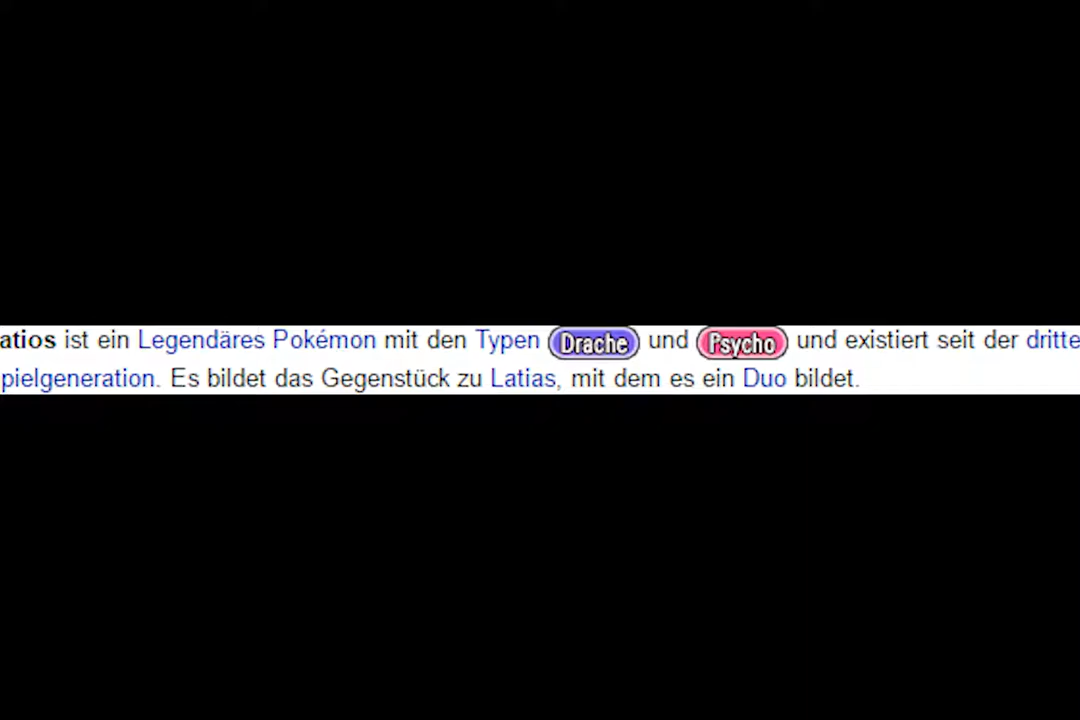 atios ist ein Legendäres Pokémon mit den Typen Drache und Psycho und existiert seit der dritte
pielgeneration. Es bildet das Gegenstück zu Latias, mit dem es ein Duo bildet.